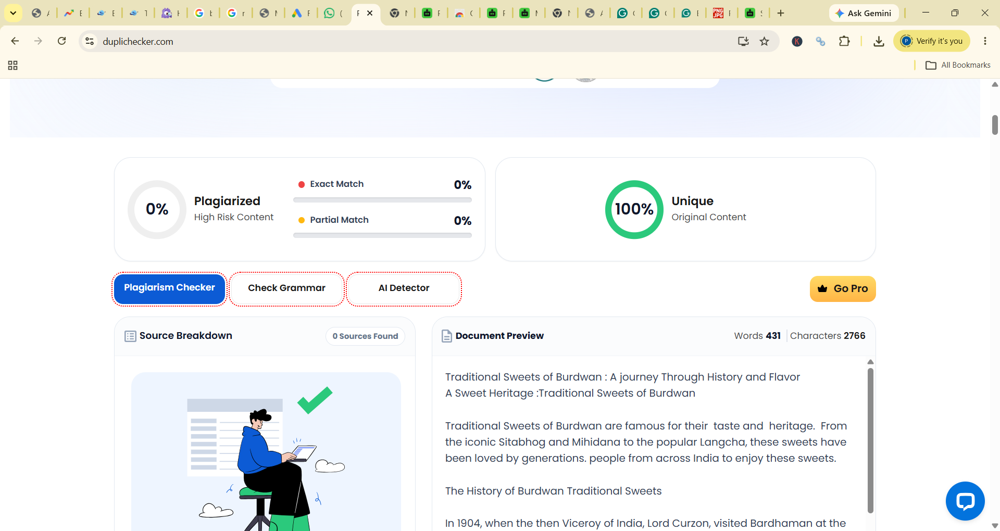 Ask Gemini
duplichecker.com
Verify it's you
All Bookmarks
0%
Plagiarized
High Risk Content
Exact Match 0%
Partial Match 0%
100%
Unique
Original Content
Plagiarism Checker
Check Grammar
AI Detector
Go Pro
Source Breakdown
0 Sources Found
Document Preview
Words 431
Characters 2766
Traditional Sweets of Burdwan : A journey Through History and Flavor
A Sweet Heritage :Traditional Sweets of Burdwan
Traditional Sweets of Burdwan are famous for their  taste and  heritage.  From
the iconic Sitabhog and Mihidana to the popular Langcha, these sweets have
been loved by generations. people from across India to enjoy these sweets.
The History of Burdwan Traditional Sweets
In 1904, when the then Viceroy of India, Lord Curzon, visited Bardhaman at the